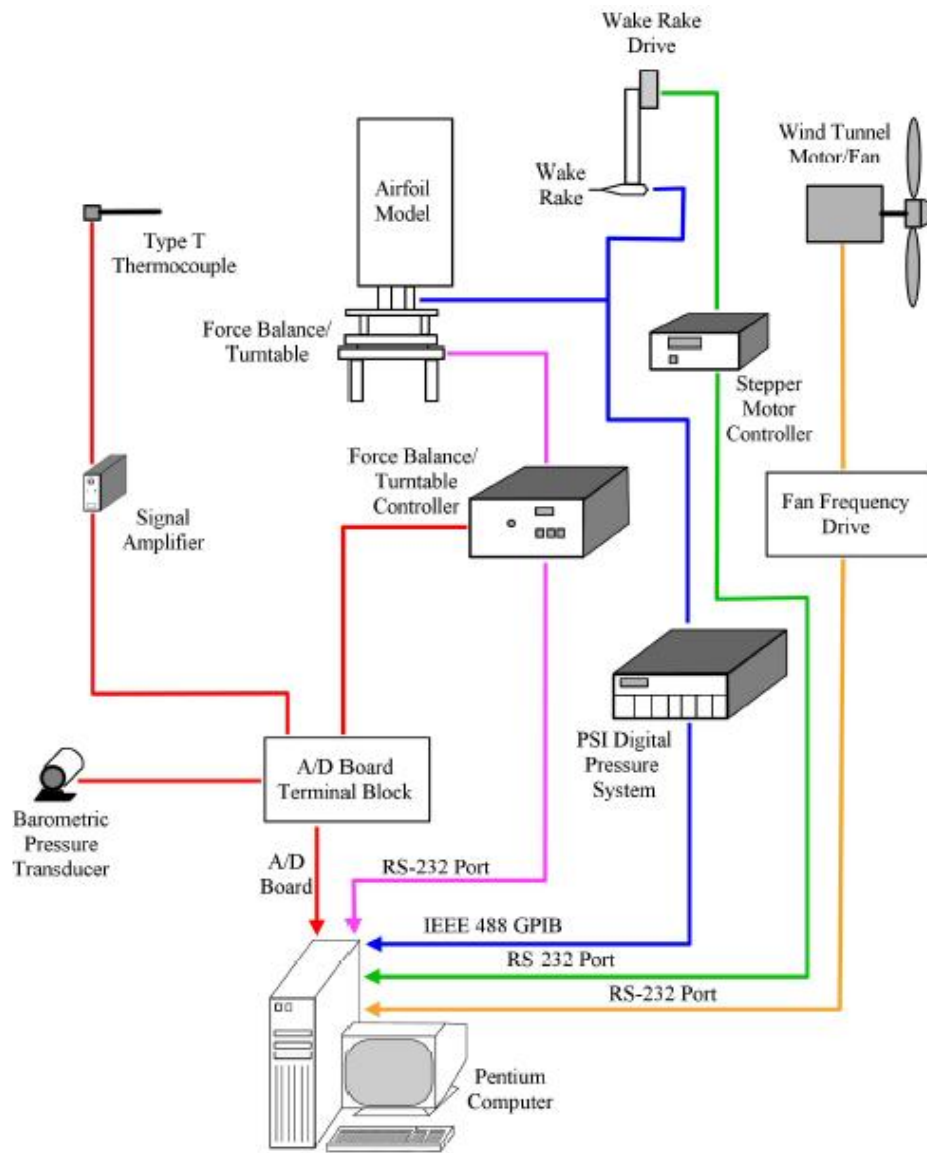 Wake Rake
Drive
Wind Tunnel
Motor/Fan
Airfoil
Model
Wake
Rake
Type T
Thermocouple
Force Balance/
Turntable
Stepper
Motor
Controller
Force Balance/
Turntable
Controller
Signal
Amplifier
Fan Frequency
Drive
PSI Digital
Pressure
System
A/D Board
Terminal Block
Barometric
Pressure
Transducer
A/D
Board
RS-232 Port
IEEE 488 GPIB
RS 232 Port
RS-232 Port
Pentium
Computer